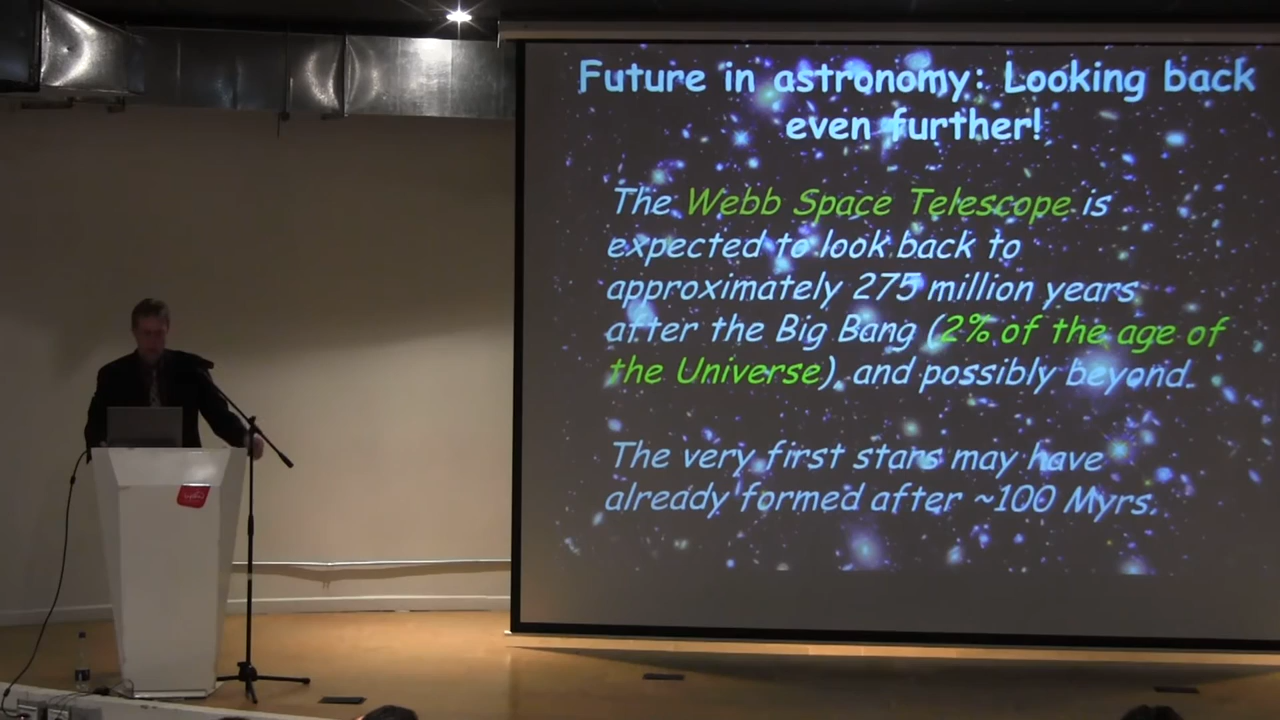 Future in astronomy: Looking back
even further!
The Webb Space Telescope is
expected to look back to
approximately 275 million years
after the Big Bang (2% of the age of
the Universe), and possibly beyond.
The very first stars may have
already formed after ~100 Myrs.